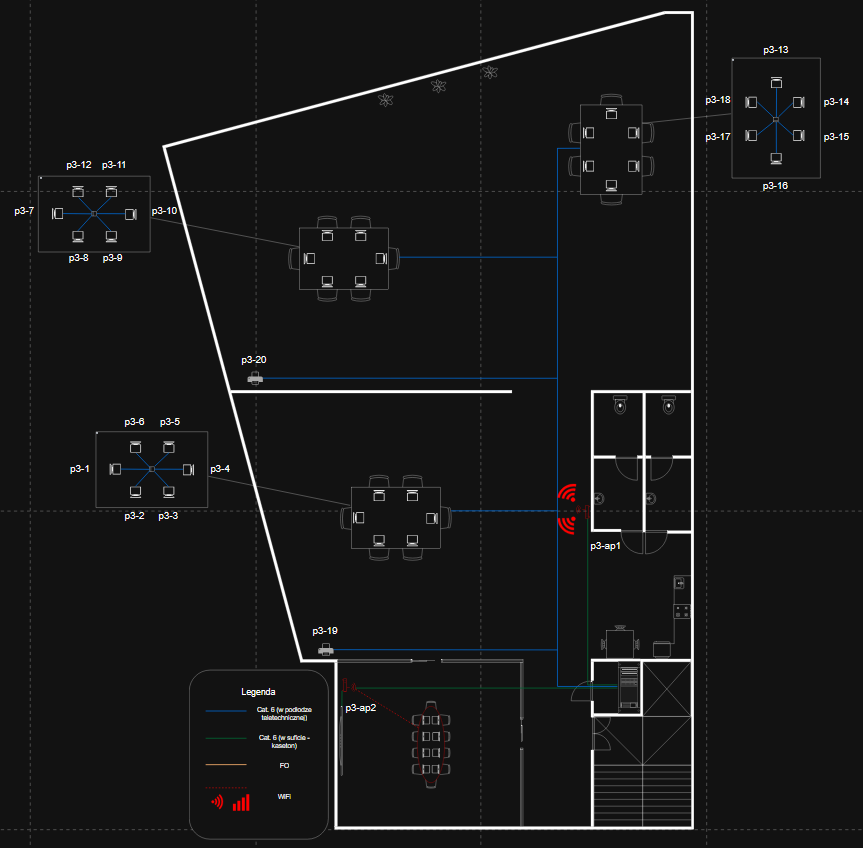 p3-13
p3-18
p3-14
p3-17
p3-15
p3-16
p3-12 p3-11
p3-7
p3-10
p3-8 p3-9
p3-20
p3-6 p3-5
p3-1
p3-4
p3-2 p3-3
p3-ap1
p3-19
p3-ap2
Legenda
Cat. 6 (w podłodze
teletechnicznej)
Cat. 6 (w suficie -
kaseton)
FO
WIFI